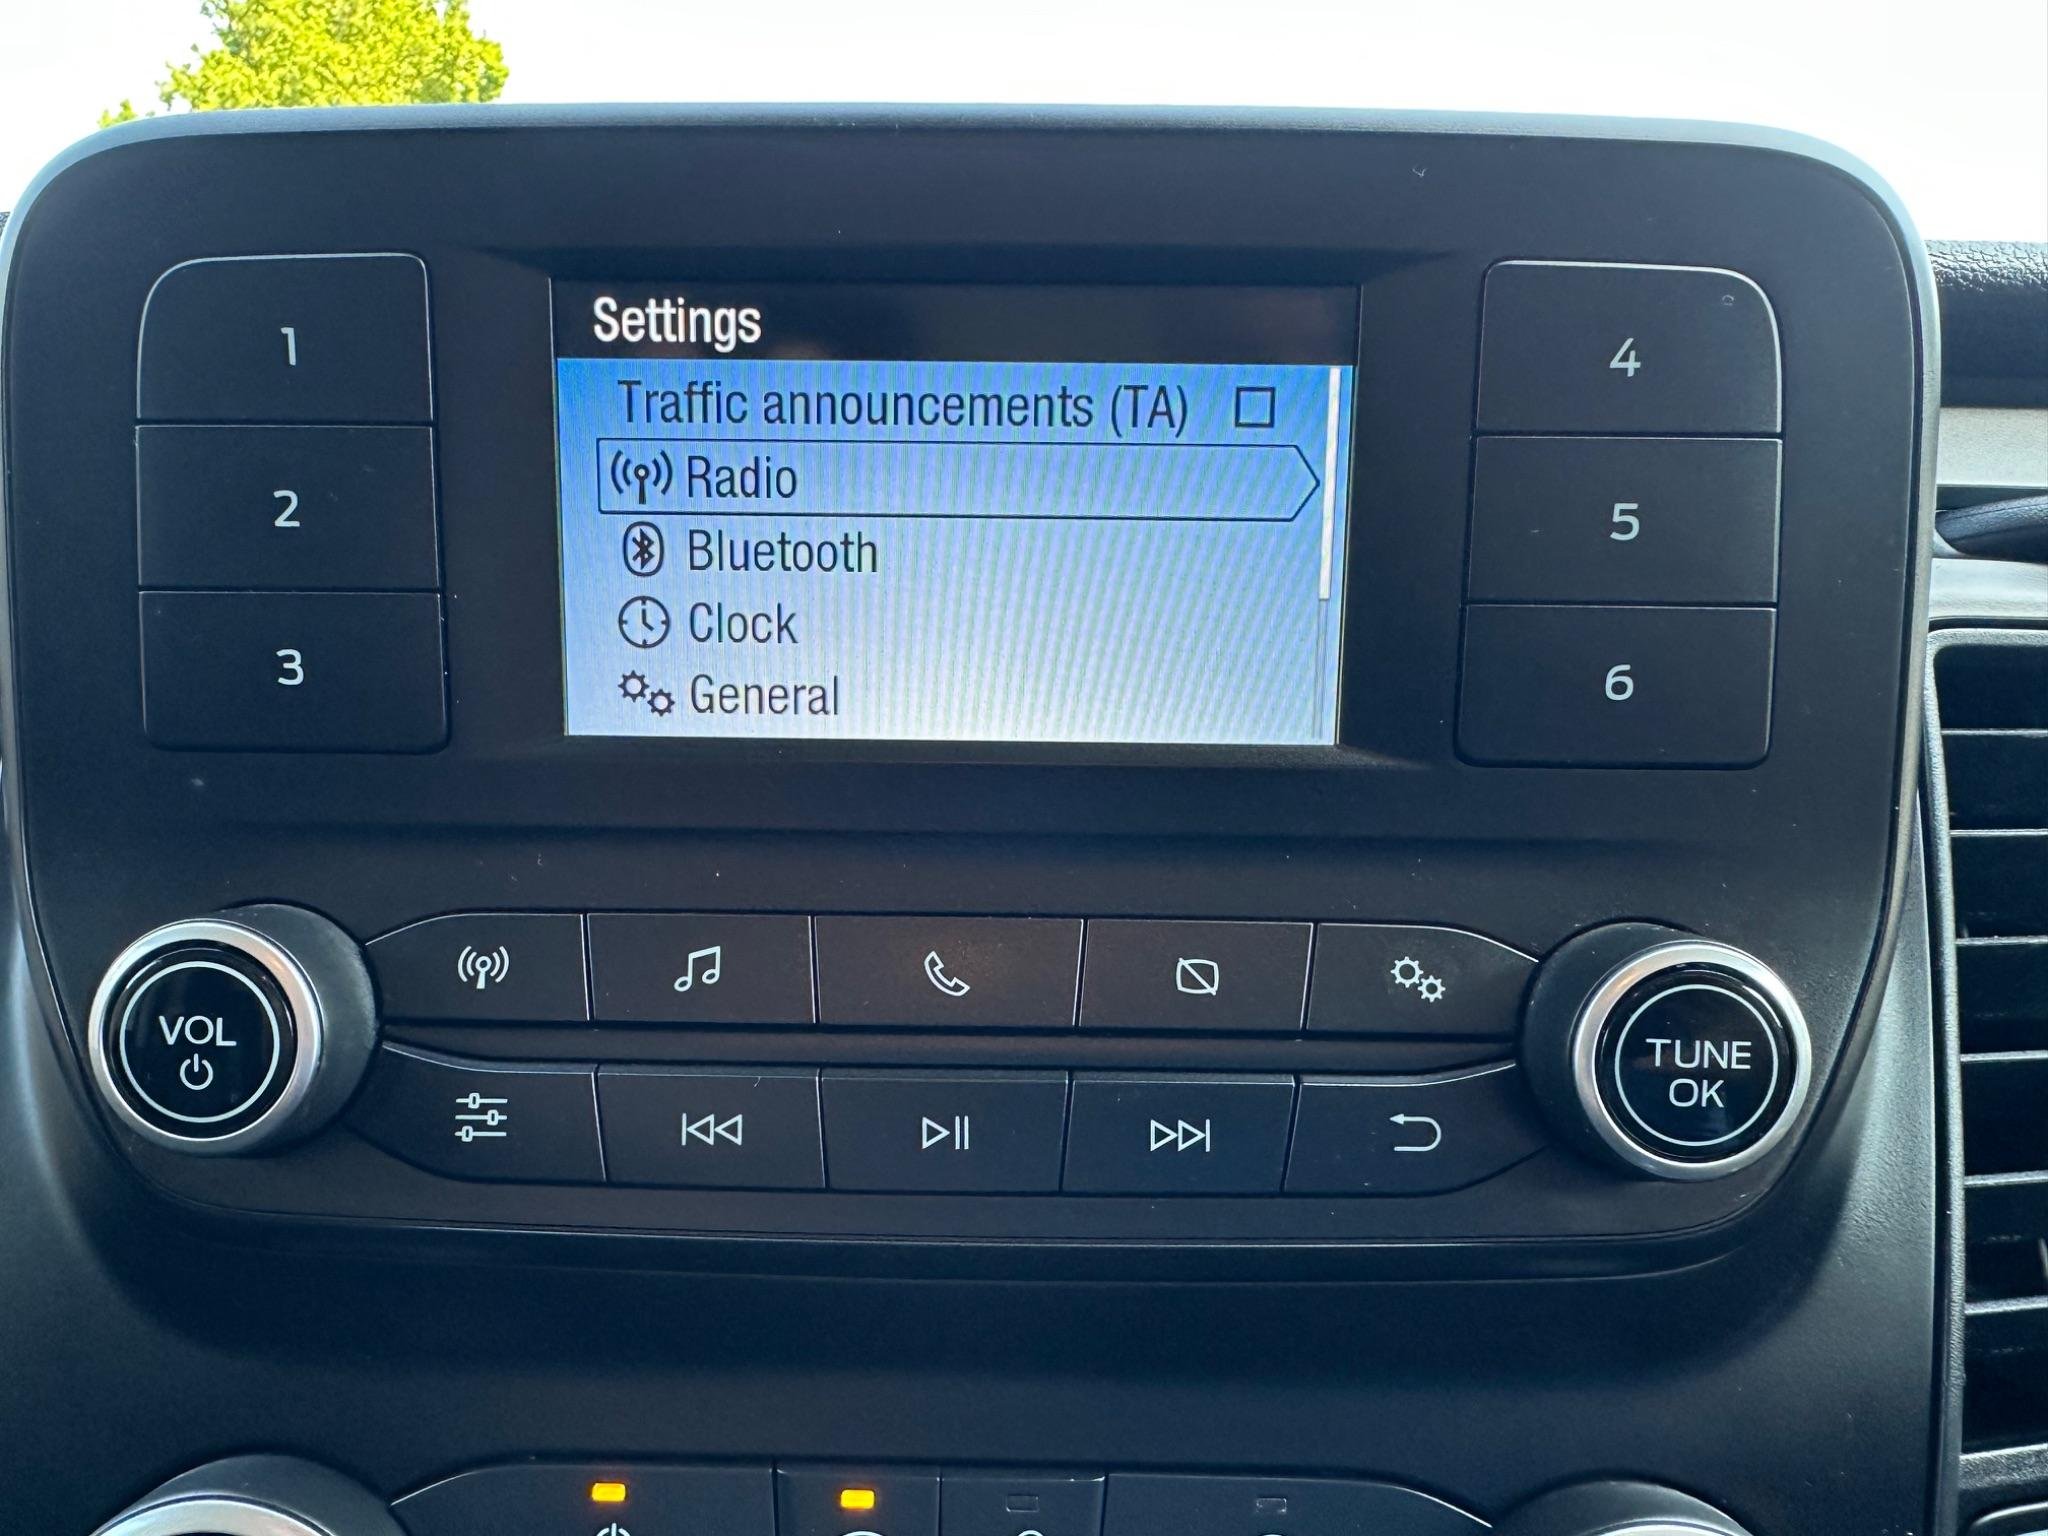 Settings
Traffic announcements (TA)
Radio
Bluetooth
Clock
General
1
2
3
4
5
6
VOL
TUNE
OK